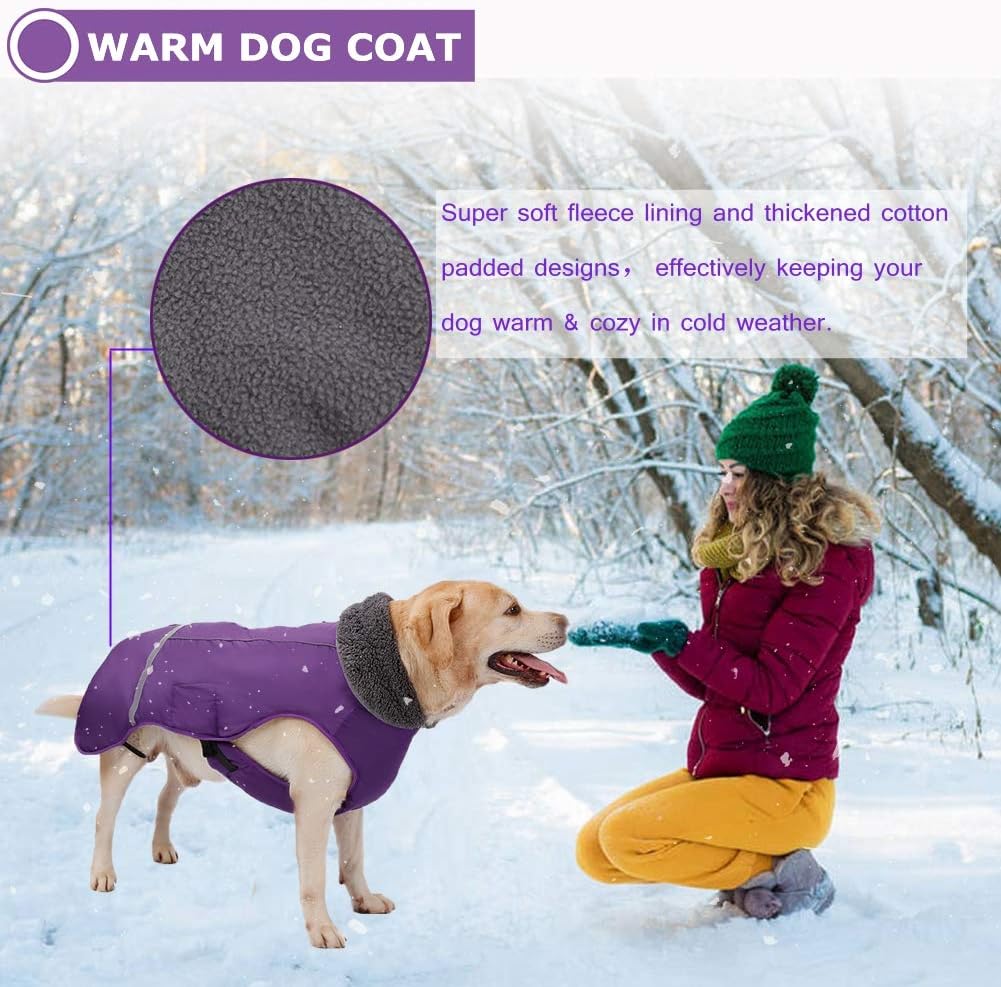 WARM DOG COAT
Super soft fleece lining and thickened cotton
padded designs， effectively keeping your
dog warm & cozy in cold weather.